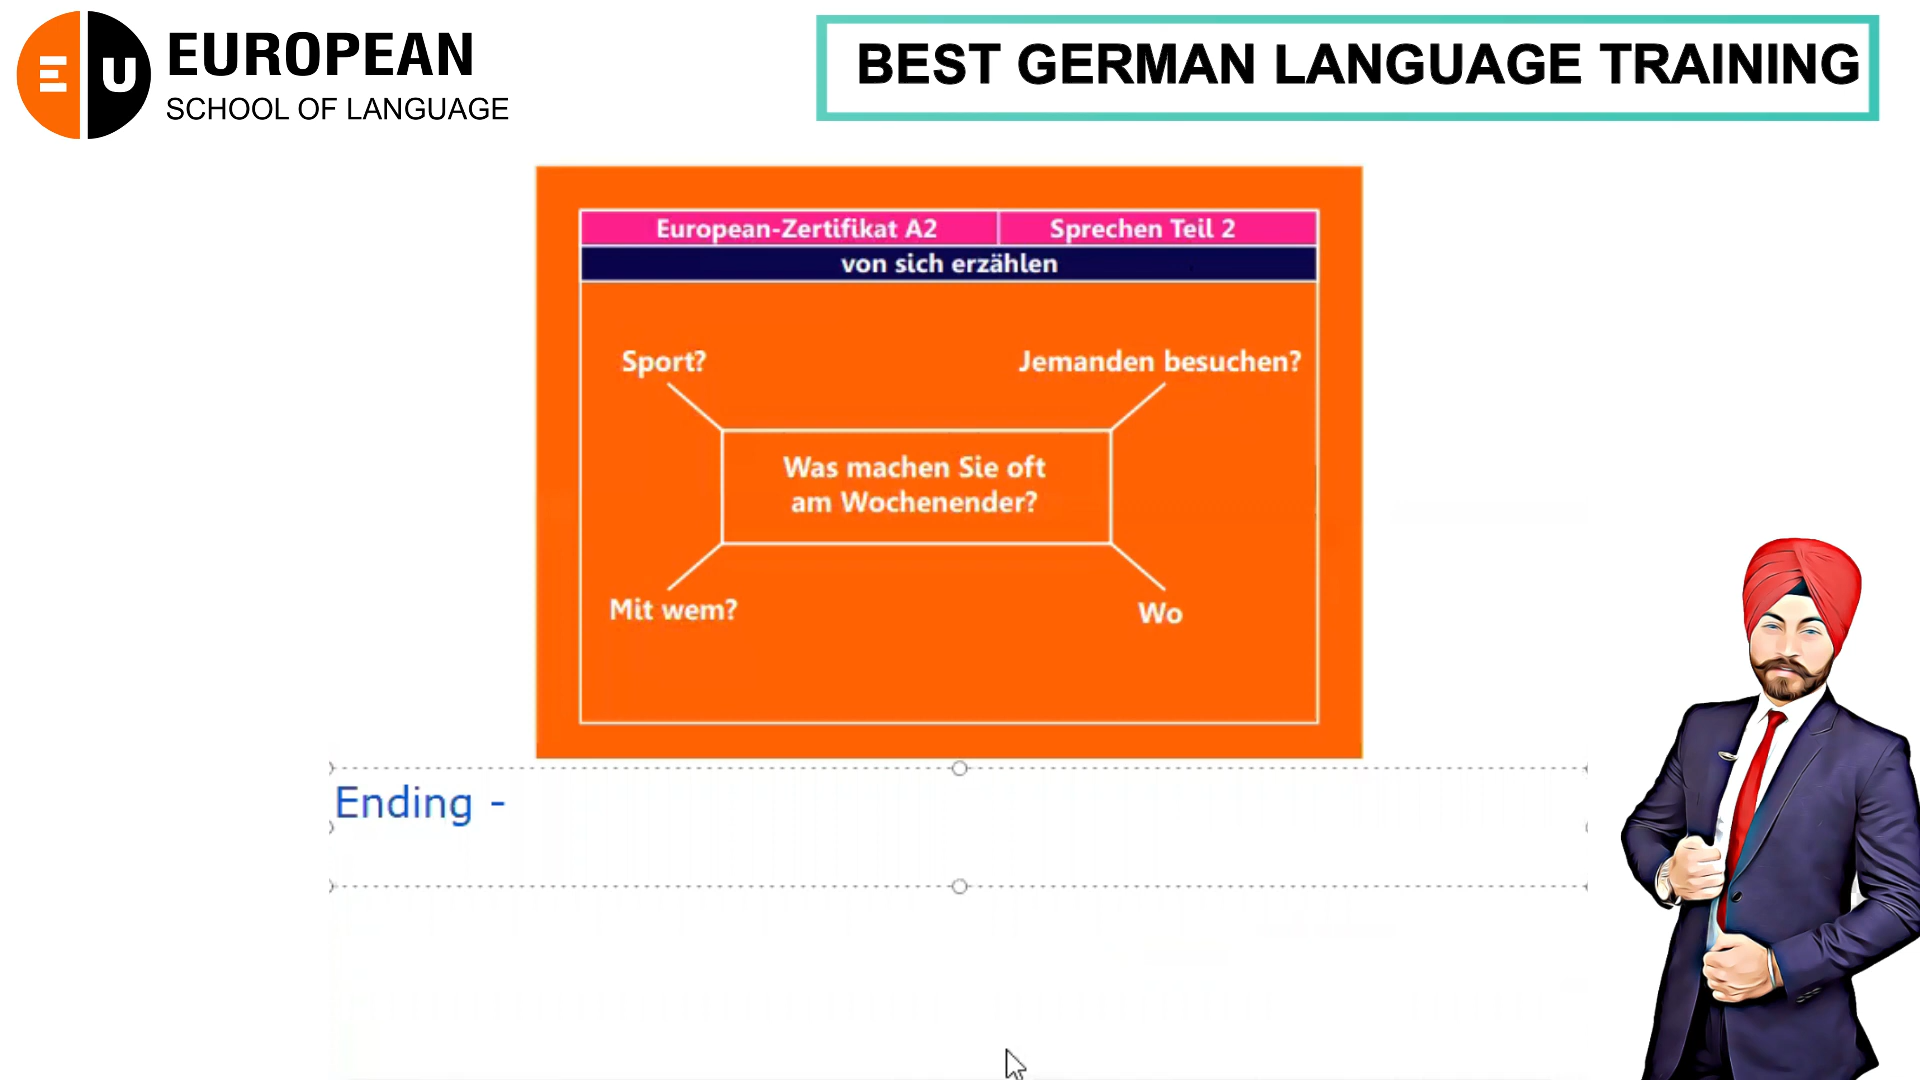 EU EUROPEAN
SCHOOL OF LANGUAGE
BEST GERMAN LANGUAGE TRAINING
European-Zertifikat A2 Sprechen Teil 2
von sich erzählen
Sport? Jemanden besuchen?
Was machen Sie oft
am Wochenender?
Mit wem? Wo
Ending -